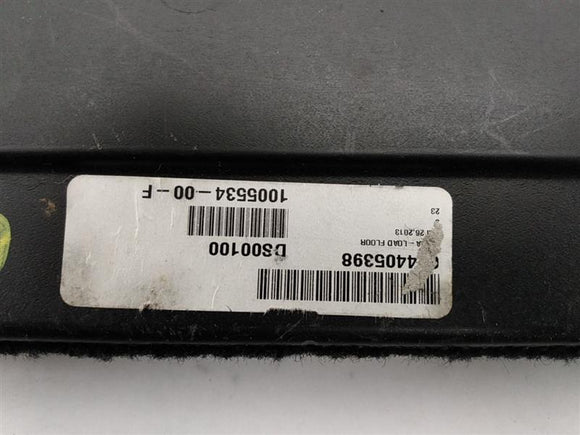 1005534-00-F
DS00100
4405398
A - LOAD FLOOR
26,2013
23